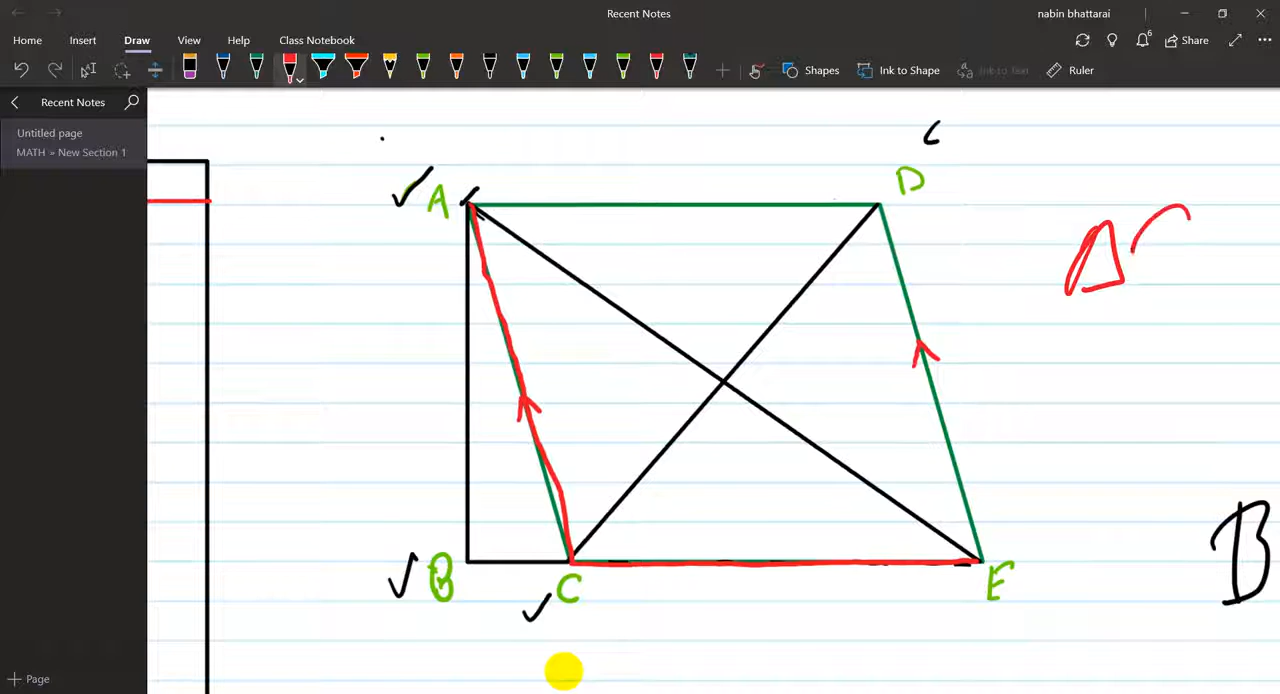 Recent Notes
nabin bhattarai
Home Insert Draw View Help Class Notebook
6
Share
Shapes Ink to Shape Ink to Text Ruler
Recent Notes
Untitled page
MATH » New Section 1
A D
B C E
B
Page